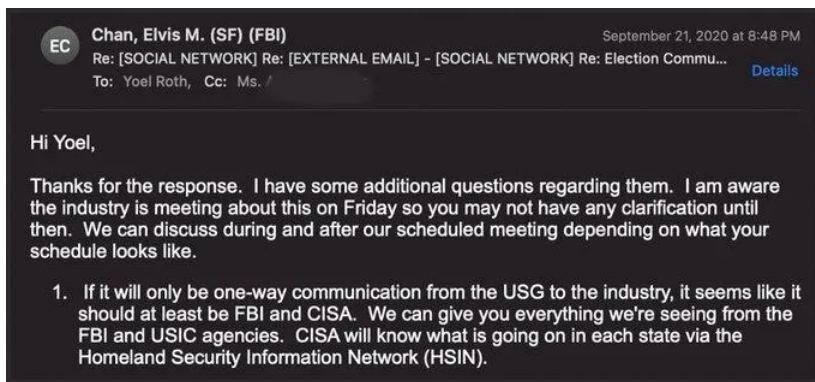 EC
Chan, Elvis M. (SF) (FBI)
September 21, 2020 at 8:48 PM
Re: [SOCIAL NETWORK] Re: [EXTERNAL EMAIL] - [SOCIAL NETWORK] Re: Election Commu...
Details
To: Yoel Roth, Cc: Ms.
Hi Yoel,
Thanks for the response. I have some additional questions regarding them. I am aware
the industry is meeting about this on Friday so you may not have any clarification until
then. We can discuss during and after our scheduled meeting depending on what your
schedule looks like.
1. If it will only be one-way communication from the USG to the industry, it seems like it
should at least be FBI and CISA. We can give you everything we're seeing from the
FBI and USIC agencies. CISA will know what is going on in each state via the
Homeland Security Information Network (HSIN).